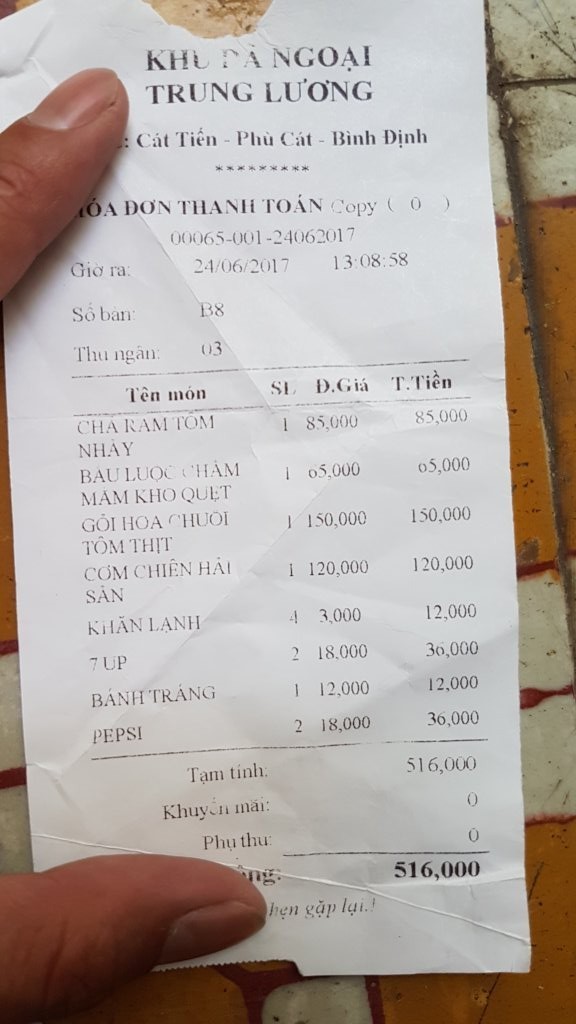 KHU DÃ NGOẠI
TRUNG LƯƠNG
: Cát Tiến - Phù Cát - Bình Định
*********
HÓA ĐƠN THANH TOÁN Copy ( 0 )
00065-001-24062017
Giờ ra: 24/06/2017 13:08:58
Số bàn: B8
Thu ngân: 03
Tên món SL Đ.Giá T.Tiền
CHẢ RAM TÔM 1 85,000 85,000
NHẢY
BẦU LUỘC CHẤM 1 65,000 65,000
MẮM KHO QUẸT
GỎI HOA CHUỐI 1 150,000 150,000
TÔM THỊT
CƠM CHIÊN HẢI 1 120,000 120,000
SẢN
KHĂN LẠNH 4 3,000 12,000
7 UP 2 18,000 36,000
BÁNH TRÁNG 1 12,000 12,000
PEPSI 2 18,000 36,000
Tạm tính: 516,000
Khuyến mãi: 0
Phụ thu: 0
516,000
hẹn gặp lại.!